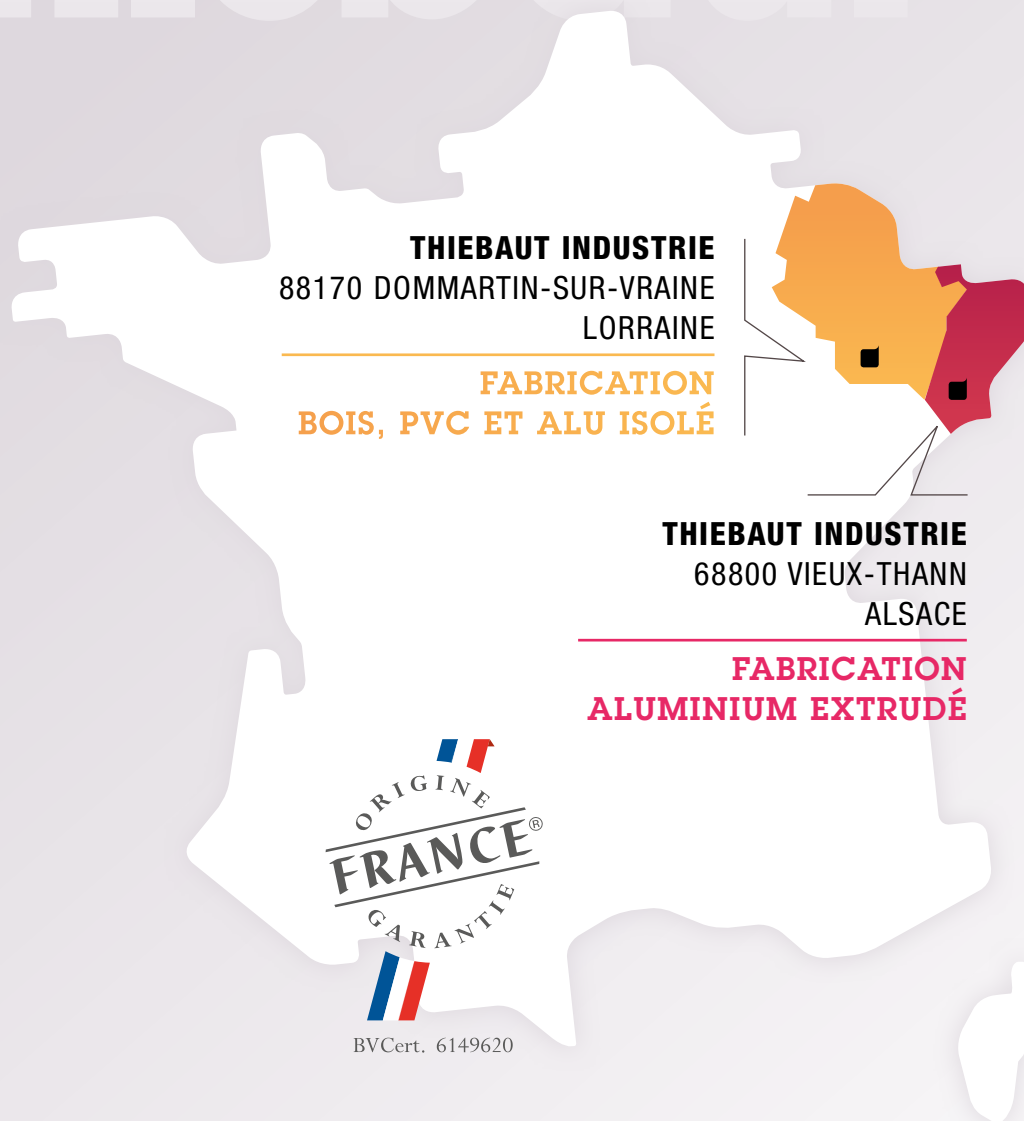 THIEBAUT INDUSTRIE
88170 DOMMARTIN-SUR-VRAINE
LORRAINE
FABRICATION
BOIS, PVC ET ALU ISOLÉ
THIEBAUT INDUSTRIE
68800 VIEUX-THANN
ALSACE
FABRICATION
ALUMINIUM EXTRUDÉ
ORIGINE
FRANCE®
GARANTIE
BVCert. 6149620